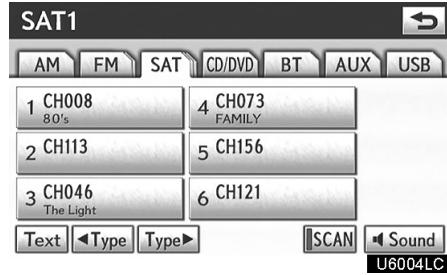 SAT1
AM FM SAT CD/DVD BT AUX USB
1 CH008
80's
4 CH073
FAMILY
2 CH113
5 CH156
3 CH046
The Light
6 CH121
Text ◄Type Type► SCAN Sound
U6004LC